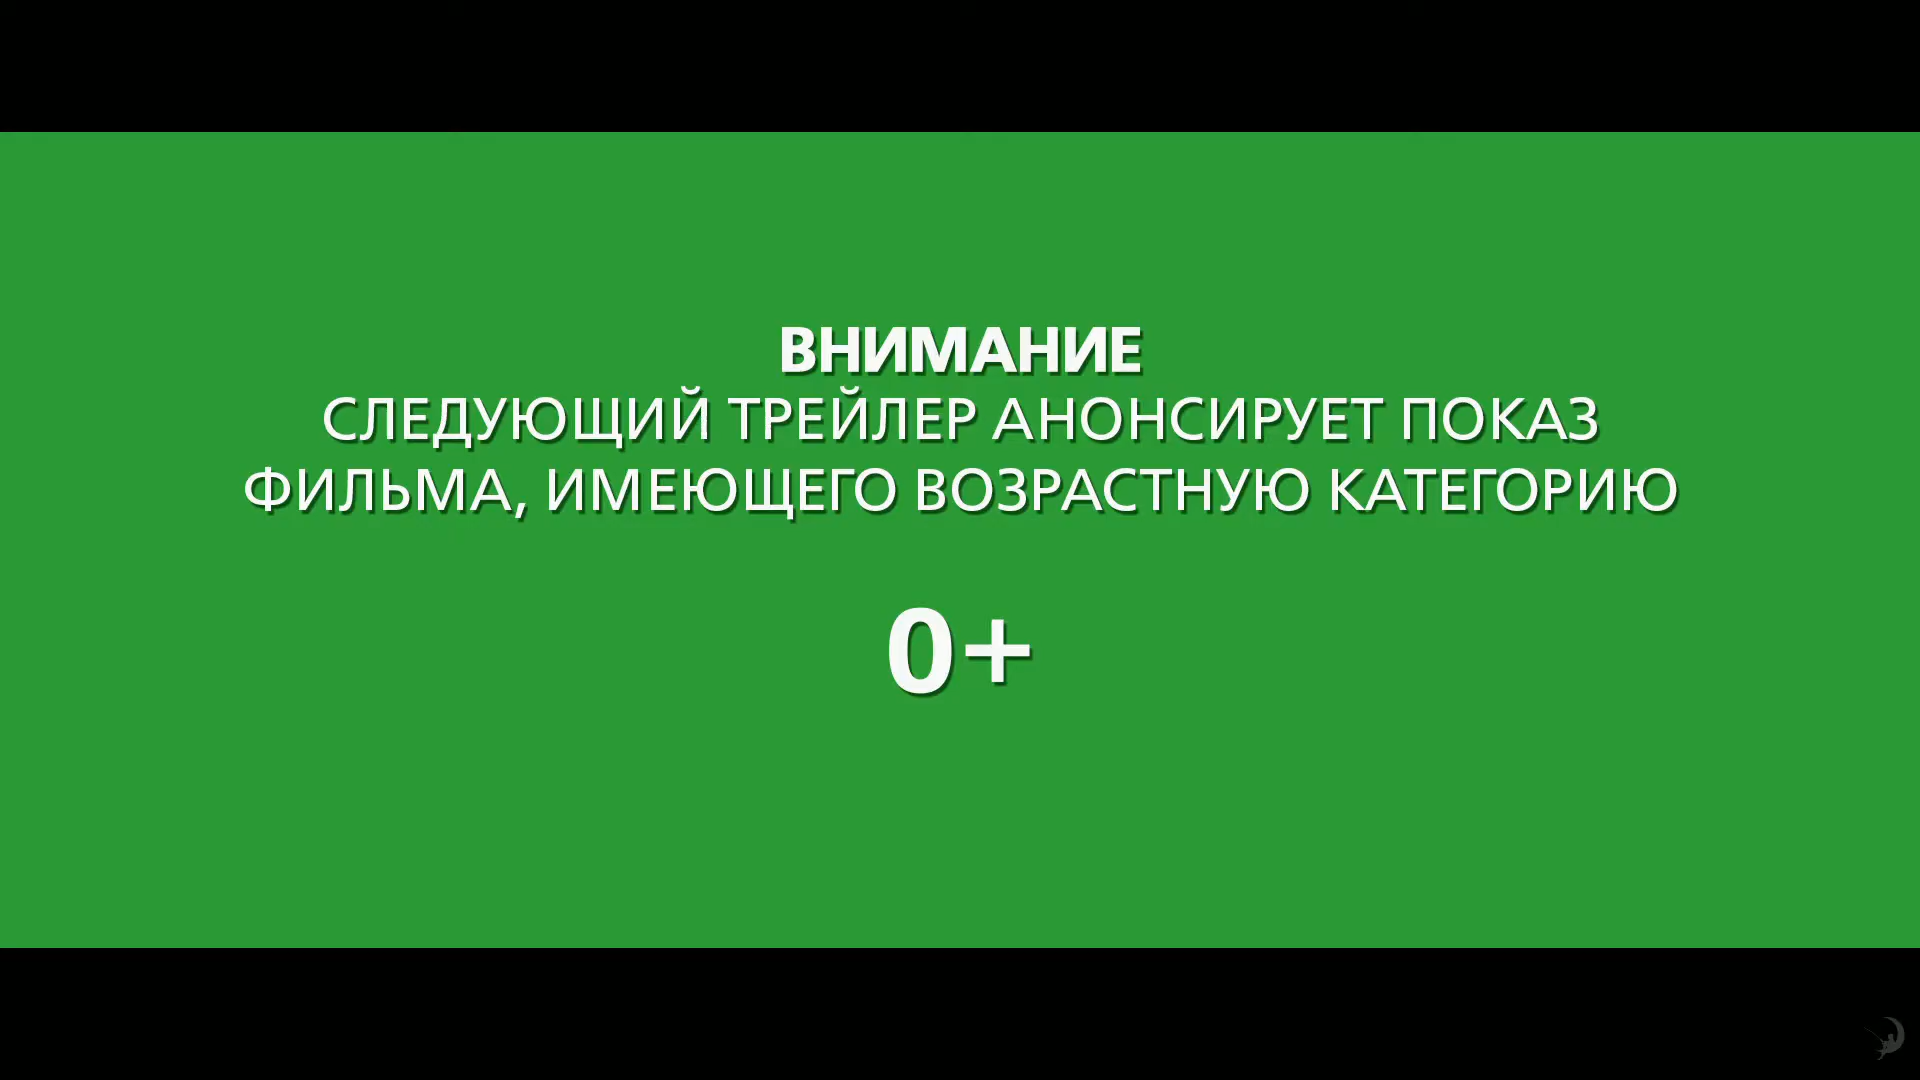 ВНИМАНИЕ
СЛЕДУЮЩИЙ ТРЕЙЛЕР АНОНСИРУЕТ ПОКАЗ
ФИЛЬМА, ИМЕЮЩЕГО ВОЗРАСТНУЮ КАТЕГОРИЮ
0+